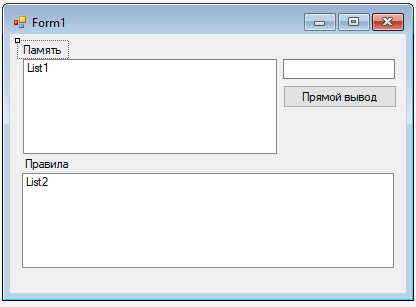 Form1
Память
List1
Прямой вывод
Правила
List2